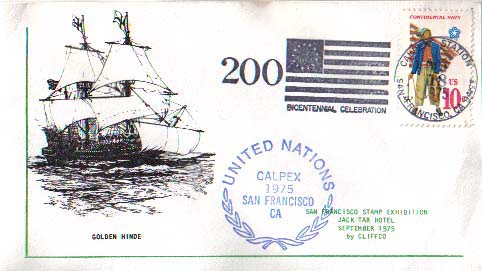 CONTINENTAL NAVY
US
10
STATION
SAN FRANCISCO, CA
200
BICENTENNIAL CELEBRATION
UNITED NATIONS
CALPEX
1975
SAN FRANCISCO
CA
SAN FRANCISCO STAMP EXHIBITION
JACK TAR HOTEL
SEPTEMBER 1975
by CLIFFCO
GOLDEN HINDE